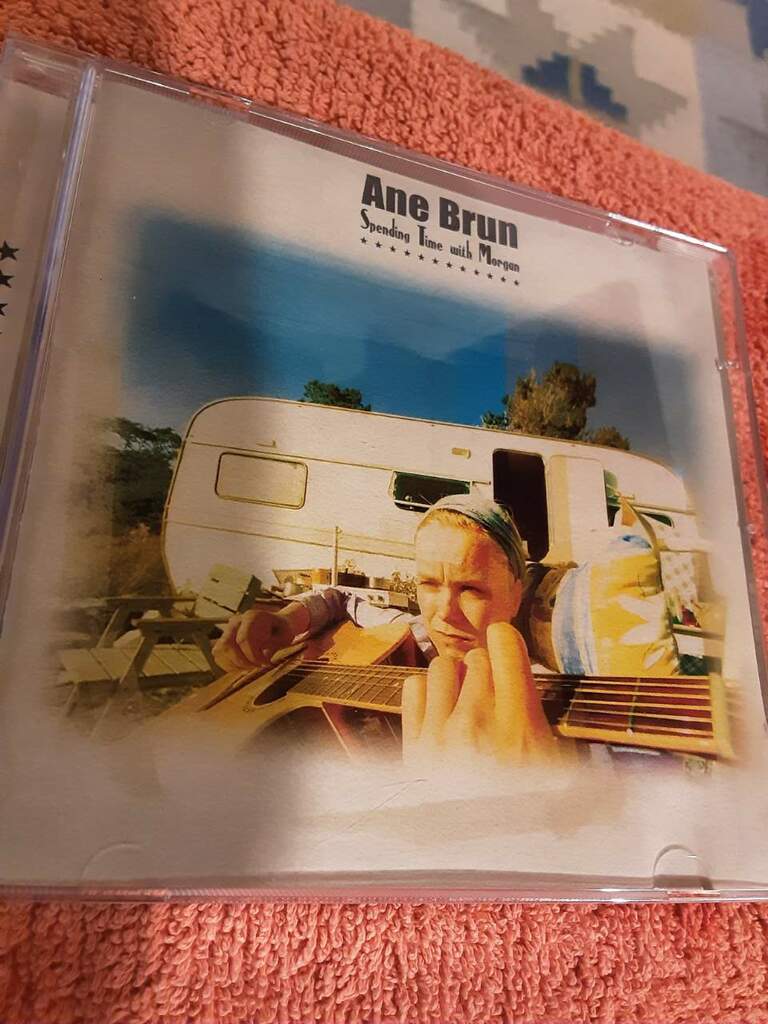 Ane Brun
Spending Time with Morgan